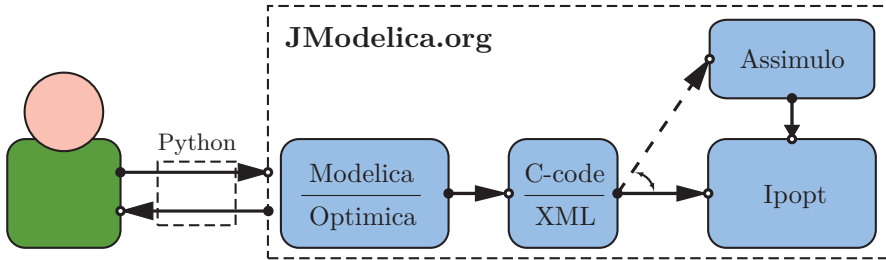 JModelica.org
Assimulo
Python
Modelica
Optimica
C-code
XML
Ipopt